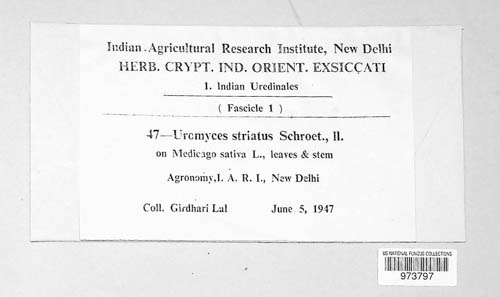 Indian Agricultural Research Institute, New Delhi
HERB. CRYPT. IND. ORIENT. EXSICCATI
1. Indian Uredinales
( Fascicle 1 )
47—Uromyces striatus Schroet., II.
on Medicago sativa L., leaves & stem
Agronomy,I. A. R. I., New Delhi
Coll. Girdhari Lal June 5, 1947
US NATIONAL FUNGUS COLLECTIONS
973797